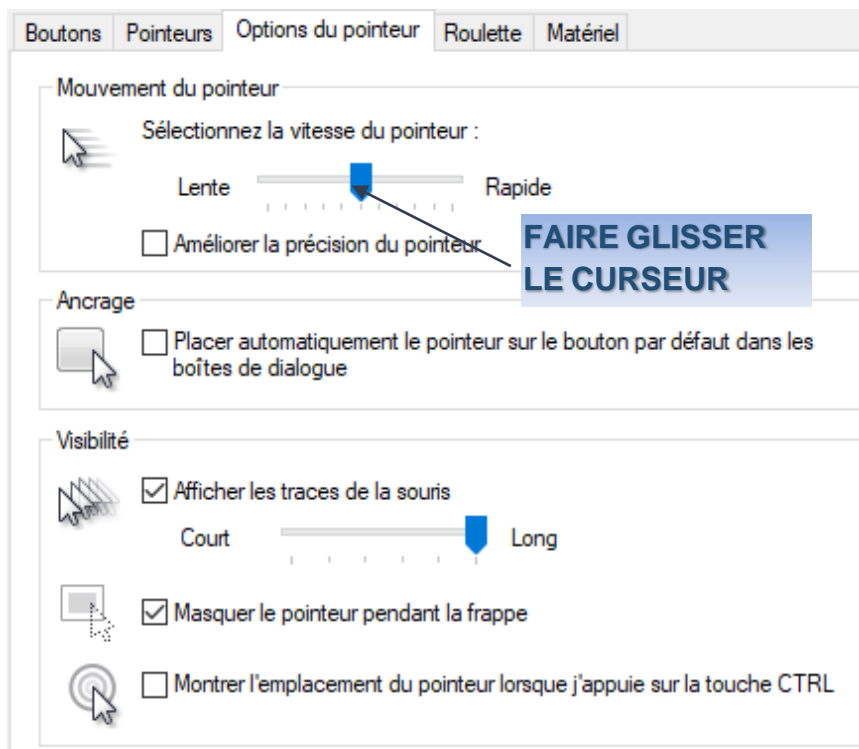 Boutons Pointeurs Options du pointeur Roulette Matériel
Mouvement du pointeur
Sélectionnez la vitesse du pointeur :
Lente Rapide
Améliorer la précision du pointeur
FAIRE GLISSER
LE CURSEUR
Ancrage
Placer automatiquement le pointeur sur le bouton par défaut dans les
boîtes de dialogue
Visibilité
Afficher les traces de la souris
Court Long
Masquer le pointeur pendant la frappe
Montrer l'emplacement du pointeur lorsque j'appuie sur la touche CTRL